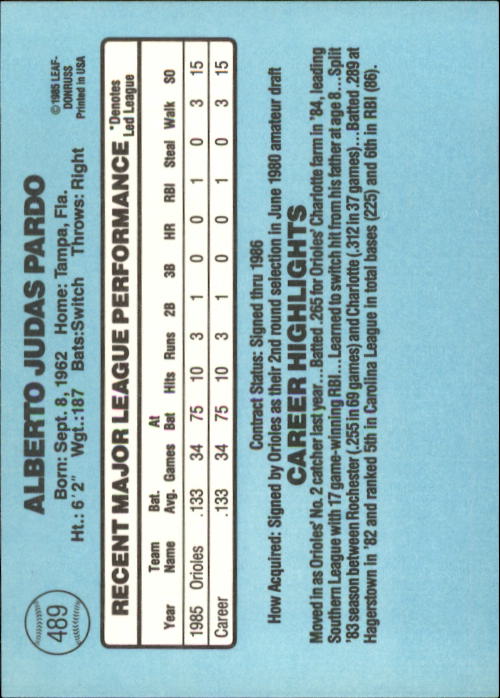 489
ALBERTO JUDAS PARDO
Born: Sept. 8, 1962 Home: Tampa, Fla.
Ht.: 6'2" Wgt.: 187 Bats: Switch Throws: Right
©1985 LEAF-
DONRUSS
Printed in USA
RECENT MAJOR LEAGUE PERFORMANCE
*Denotes
Led League
Team Bat. At
Year Name Avg. Games Bat Hits Runs 2B 3B HR RBI Steal Walk SO
1985 Orioles .133 34 75 10 3 1 0 0 1 0 3 15
Career .133 34 75 10 3 1 0 0 1 0 3 15
Contract Status: Signed thru 1986
How Acquired: Signed by Orioles as their 2nd round selection in June 1980 amateur draft
CAREER HIGHLIGHTS
Moved in as Orioles' No. 2 catcher last year...Batted .265 for Orioles' Charlotte farm in '84, leading
Southern League with 17 game-winning RBI...Learned to switch hit from his father at age 8...Split
'83 season between Rochester (.255 in 69 games) and Charlotte (.312 in 37 games)...Batted .289 at
Hagerstown in '82 and ranked 5th in Carolina League in total bases (225) and 6th in RBI (86).